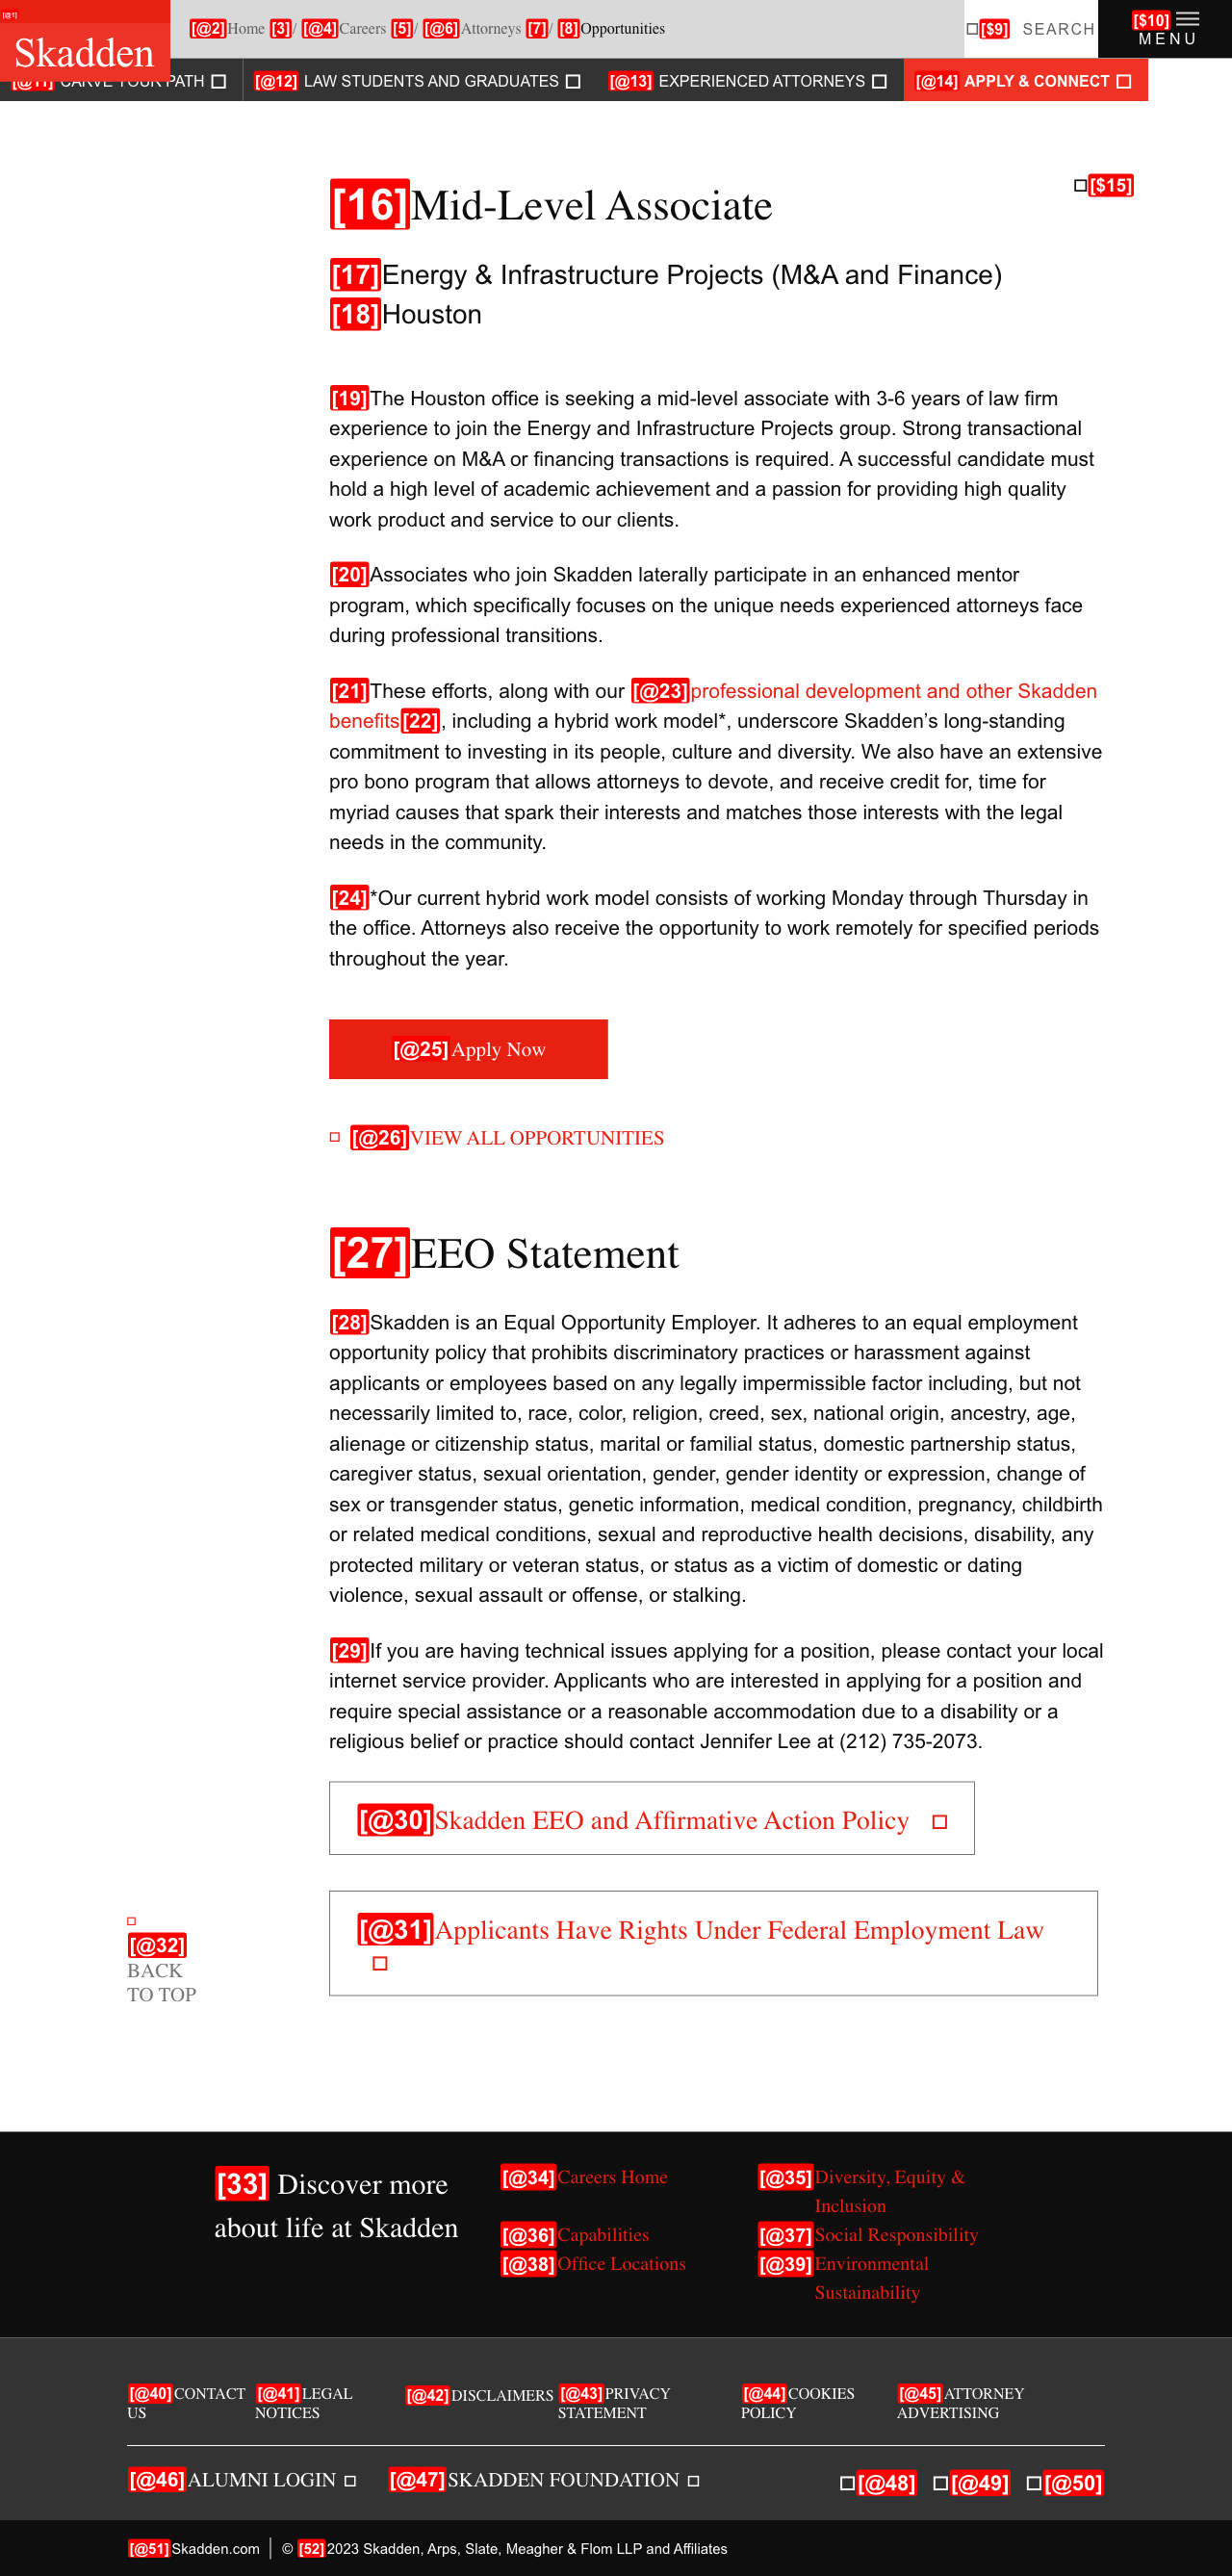 [@1]
Skadden
[@2]Home [3]/ [@4]Careers [5]/ [@6]Attorneys [7]/ [8]Opportunities
[$9] SEARCH
[$10]
MENU
[@11] CARVE YOUR PATH
[@12] LAW STUDENTS AND GRADUATES
[@13] EXPERIENCED ATTORNEYS
[@14] APPLY & CONNECT
[16]Mid-Level Associate
[$15]
[17]Energy & Infrastructure Projects (M&A and Finance)
[18]Houston
[19]The Houston office is seeking a mid-level associate with 3-6 years of law firm
experience to join the Energy and Infrastructure Projects group. Strong transactional
experience on M&A or financing transactions is required. A successful candidate must
hold a high level of academic achievement and a passion for providing high quality
work product and service to our clients.
[20]Associates who join Skadden laterally participate in an enhanced mentor
program, which specifically focuses on the unique needs experienced attorneys face
during professional transitions.
[21]These efforts, along with our [@23]professional development and other Skadden
benefits[22], including a hybrid work model*, underscore Skadden’s long-standing
commitment to investing in its people, culture and diversity. We also have an extensive
pro bono program that allows attorneys to devote, and receive credit for, time for
myriad causes that spark their interests and matches those interests with the legal
needs in the community.
[24]*Our current hybrid work model consists of working Monday through Thursday in
the office. Attorneys also receive the opportunity to work remotely for specified periods
throughout the year.
[@25]Apply Now
[@26]VIEW ALL OPPORTUNITIES
[27]EEO Statement
[28]Skadden is an Equal Opportunity Employer. It adheres to an equal employment
opportunity policy that prohibits discriminatory practices or harassment against
applicants or employees based on any legally impermissible factor including, but not
necessarily limited to, race, color, religion, creed, sex, national origin, ancestry, age,
alienage or citizenship status, marital or familial status, domestic partnership status,
caregiver status, sexual orientation, gender, gender identity or expression, change of
sex or transgender status, genetic information, medical condition, pregnancy, childbirth
or related medical conditions, sexual and reproductive health decisions, disability, any
protected military or veteran status, or status as a victim of domestic or dating
violence, sexual assault or offense, or stalking.
[29]If you are having technical issues applying for a position, please contact your local
internet service provider. Applicants who are interested in applying for a position and
require special assistance or a reasonable accommodation due to a disability or a
religious belief or practice should contact Jennifer Lee at (212) 735-2073.
[@30]Skadden EEO and Affirmative Action Policy
[@31]Applicants Have Rights Under Federal Employment Law
[@32]
BACK
TO TOP
[33] Discover more
about life at Skadden
[@34]Careers Home
[@35]Diversity, Equity &
Inclusion
[@36]Capabilities
[@37]Social Responsibility
[@38]Office Locations
[@39]Environmental
Sustainability
[@40]CONTACT
US
[@41]LEGAL
NOTICES
[@42]DISCLAIMERS
[@43]PRIVACY
STATEMENT
[@44]COOKIES
POLICY
[@45]ATTORNEY
ADVERTISING
[@46]ALUMNI LOGIN
[@47]SKADDEN FOUNDATION
[@48] [@49] [@50]
[@51]Skadden.com | © [52]2023 Skadden, Arps, Slate, Meagher & Flom LLP and Affiliates